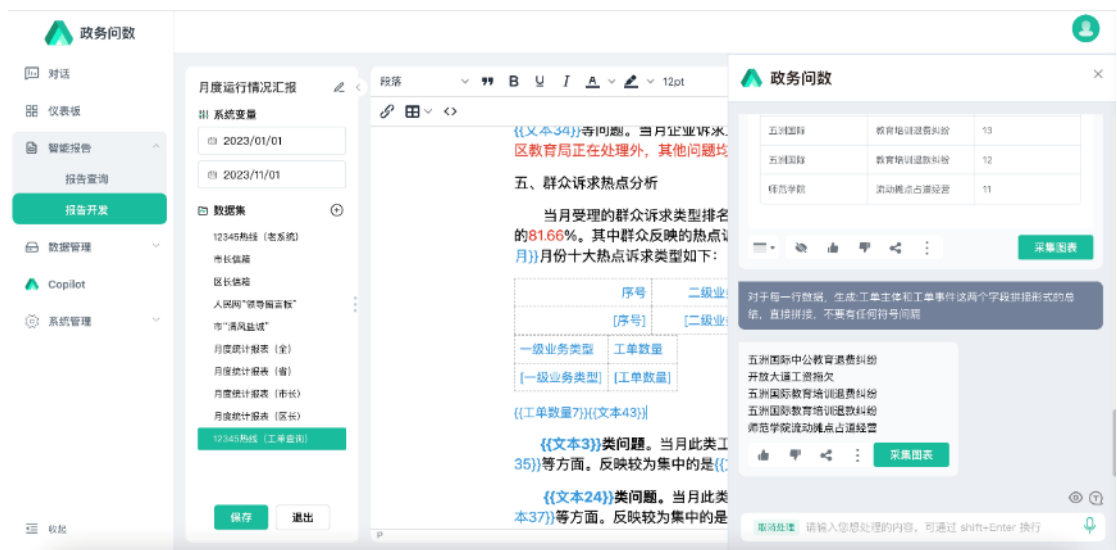 政务问数
对话
仪表板
智能报告
报告查询
报告开发
数据管理
Copilot
系统管理
收起
月度运行情况汇报
系统变量
2023/01/01
2023/11/01
数据集
12345热线（老系统）
市长信箱
区长信箱
人民网"领导留言板"
市"清风盐城"
月度统计报表（全）
月度统计报表（省）
月度统计报表（市长）
月度统计报表（区长）
12345热线（工单查询）
保存 退出
段落 B U I A 12pt
{{文本34}}等问题。当月企业诉求
区教育局正在处理外，其他问题均
五、群众诉求热点分析
当月受理的群众诉求类型排名
的81.66%。其中群众反映的热点
月}}月份十大热点诉求类型如下：
序号 二级业
[序号] [二级业
一级业务类型 工单数量
[一级业务类型] [工单数量]
{{工单数量7}}{{文本43}}
{{文本3}}类问题。当月此类工
35}}等方面。反映较为集中的是{{
{{文本24}}类问题。当月此类
本37}}等方面。反映较为集中的是
P
政务问数
五洲国际 教育培训退费纠纷 13
五洲国际 教育培训退款纠纷 12
师范学院 流动摊点占道经营 11
采集图表
对于每一行数据，生成:工单主体和工单事件这两个字段拼接形式的总
结，直接拼接，不要有任何符号间隔
五洲国际中公教育退费纠纷
开放大道工资拖欠
五洲国际教育培训退费纠纷
五洲国际教育培训退款纠纷
师范学院流动摊点占道经营
采集图表
取消处理 请输入您想处理的内容，可通过 shift+Enter 换行